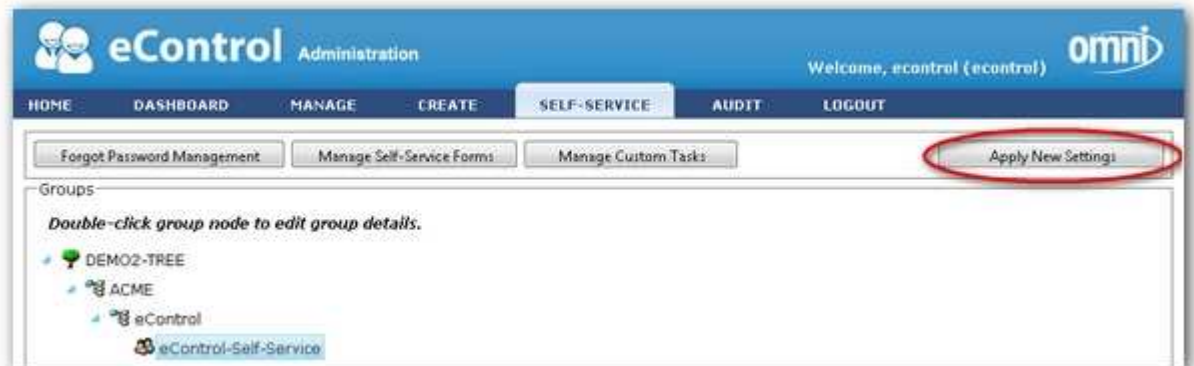 eControl Administration
omni
Welcome, econtrol (econtrol)
HOME DASHBOARD MANAGE CREATE SELF-SERVICE AUDIT LOGOUT
Forgot Password Management Manage Self-Service Forms Manage Custom Tasks Apply New Settings
Groups
Double-click group node to edit group details.
DEMO2-TREE
ACME
eControl
eControl-Self-Service